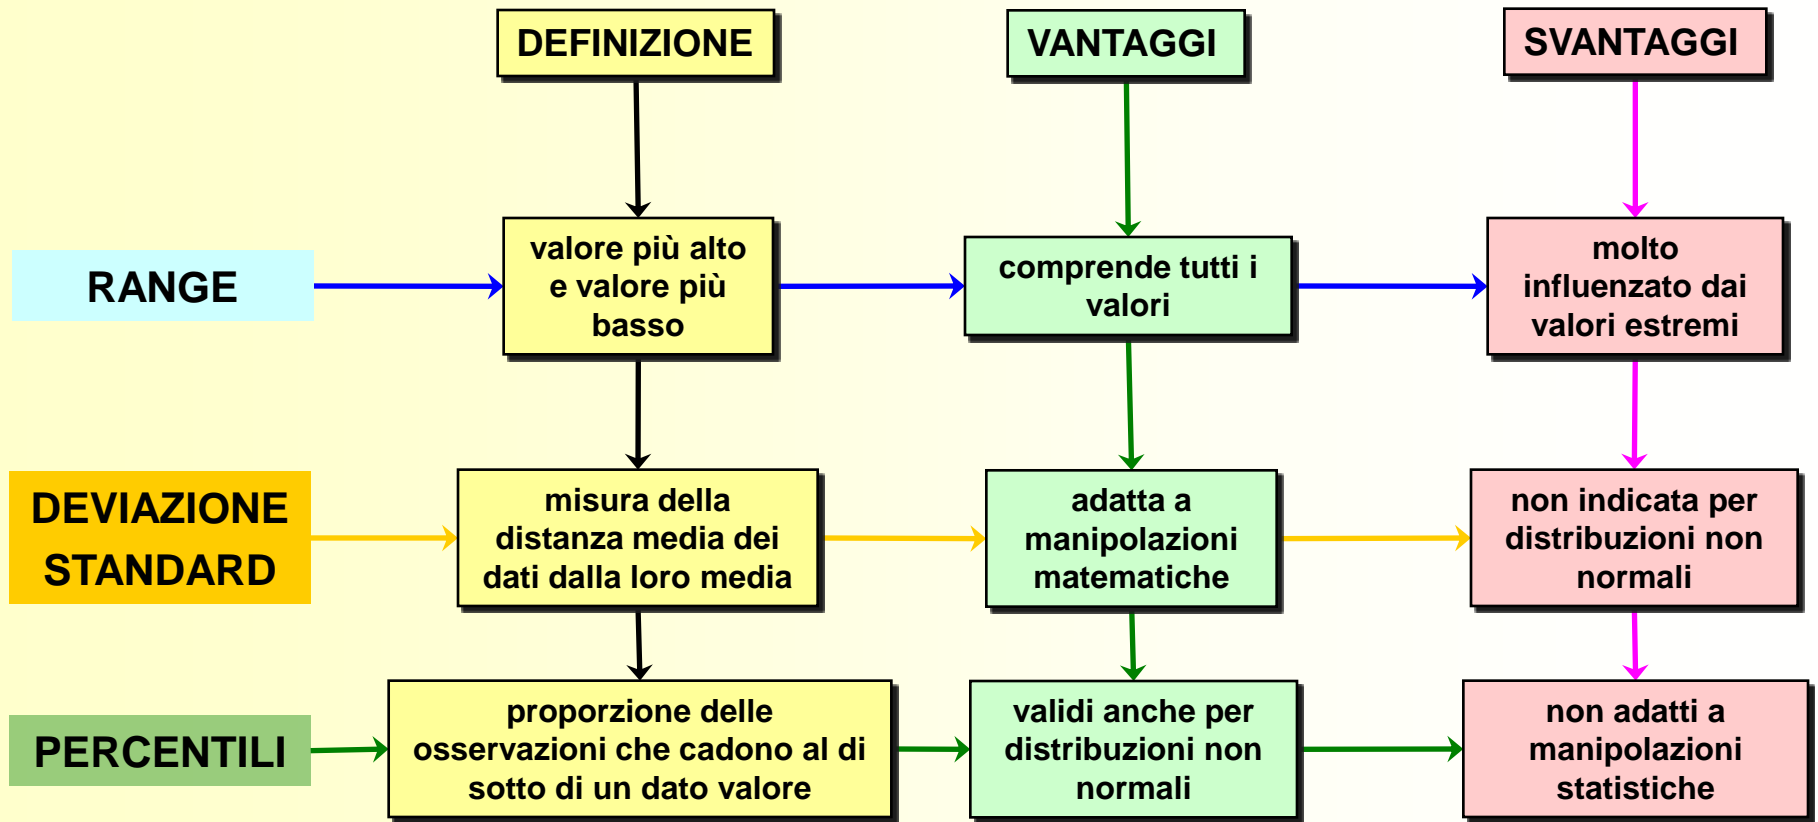 DEFINIZIONE
VANTAGGI
SVANTAGGI
RANGE
valore più alto
e valore più
basso
comprende tutti i
valori
molto
influenzato dai
valori estremi
DEVIAZIONE
STANDARD
misura della
distanza media dei
dati dalla loro media
adatta a
manipolazioni
matematiche
non indicata per
distribuzioni non
normali
PERCENTILI
proporzione delle
osservazioni che cadono al di
sotto di un dato valore
validi anche per
distribuzioni non
normali
non adatti a
manipolazioni
statistiche